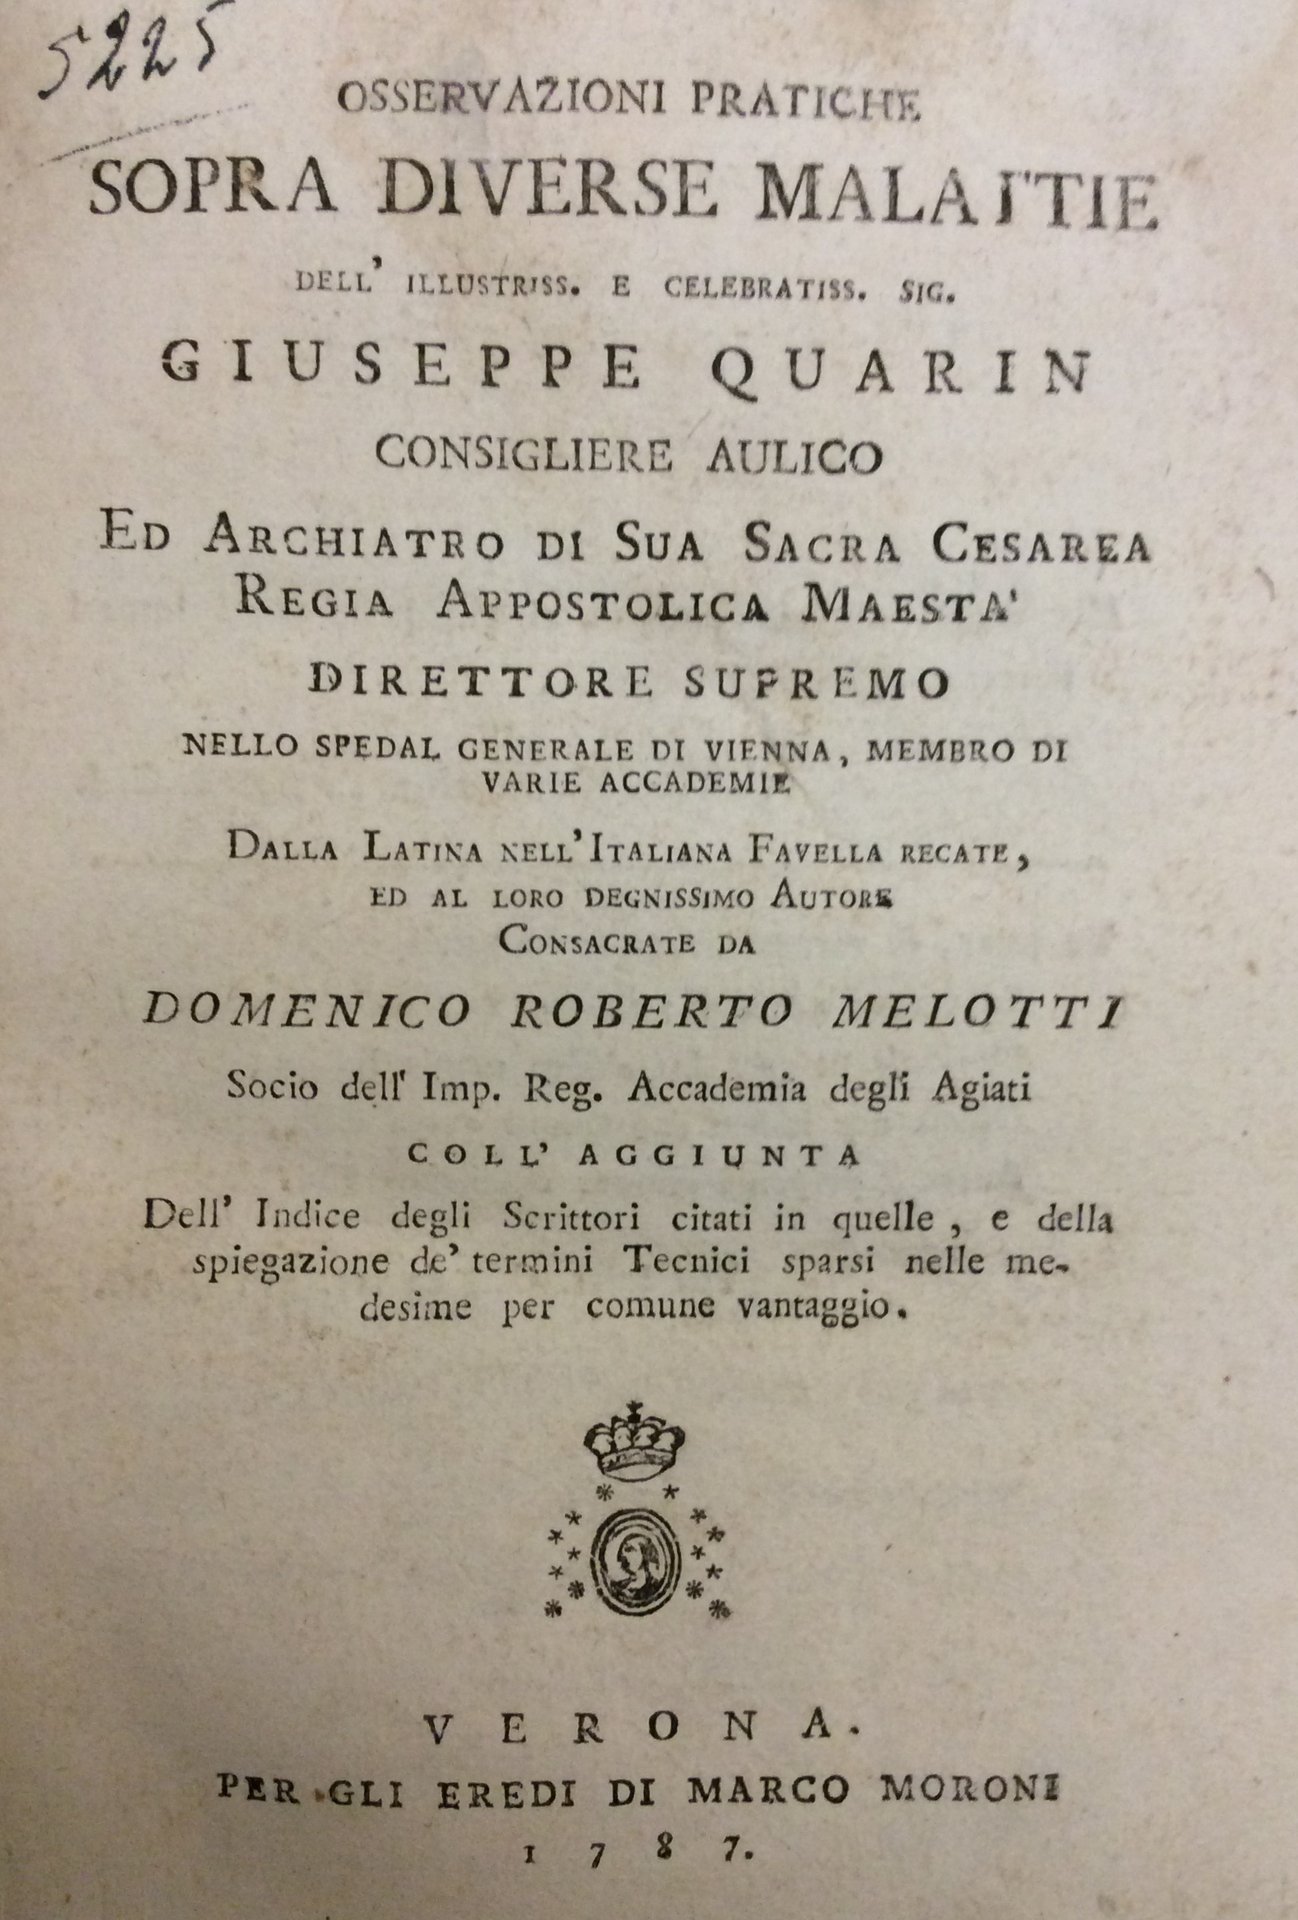 5225
OSSERVAZIONI PRATICHE
SOPRA DIVERSE MALATTIE
DELL' ILLUSTRISS. E CELEBRATISS. SIG.
GIUSEPPE QUARIN
CONSIGLIERE AULICO
ED ARCHIATRO DI SUA SACRA CESAREA
REGIA APPOSTOLICA MAESTA'
DIRETTORE SUPREMO
NELLO SPEDAL GENERALE DI VIENNA, MEMBRO DI
VARIE ACCADEMIE
DALLA LATINA NELL'ITALIANA FAVELLA RECATE,
ED AL LORO DEGNISSIMO AUTORE
CONSACRATE DA
DOMENICO ROBERTO MELOTTI
Socio dell' Imp. Reg. Accademia degli Agiati
COLL' AGGIUNTA
Dell' Indice degli Scrittori citati in quelle, e della
spiegazione de' termini Tecnici sparsi nelle me-
desime per comune vantaggio.
VERONA.
PER GLI EREDI DI MARCO MORONI
1787.